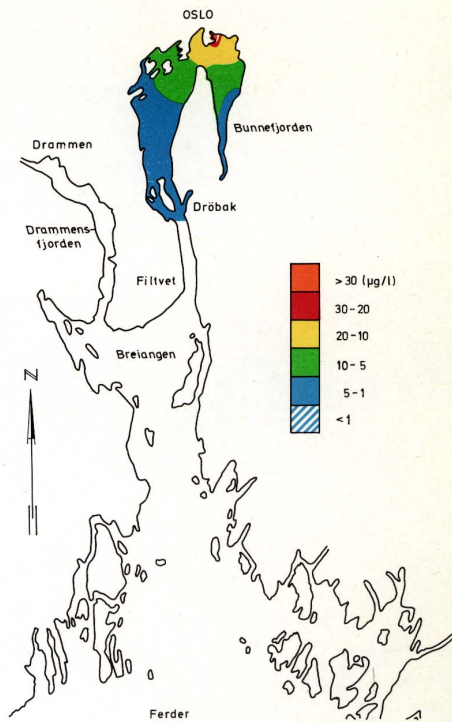 OSLO
Bunnefjorden
Drammen
Dröbak
Drammens-
fjorden
Filtvet
> 30 (µg/l)
30-20
20-10
Breiangen
10-5
5-1
N
<1
Ferder